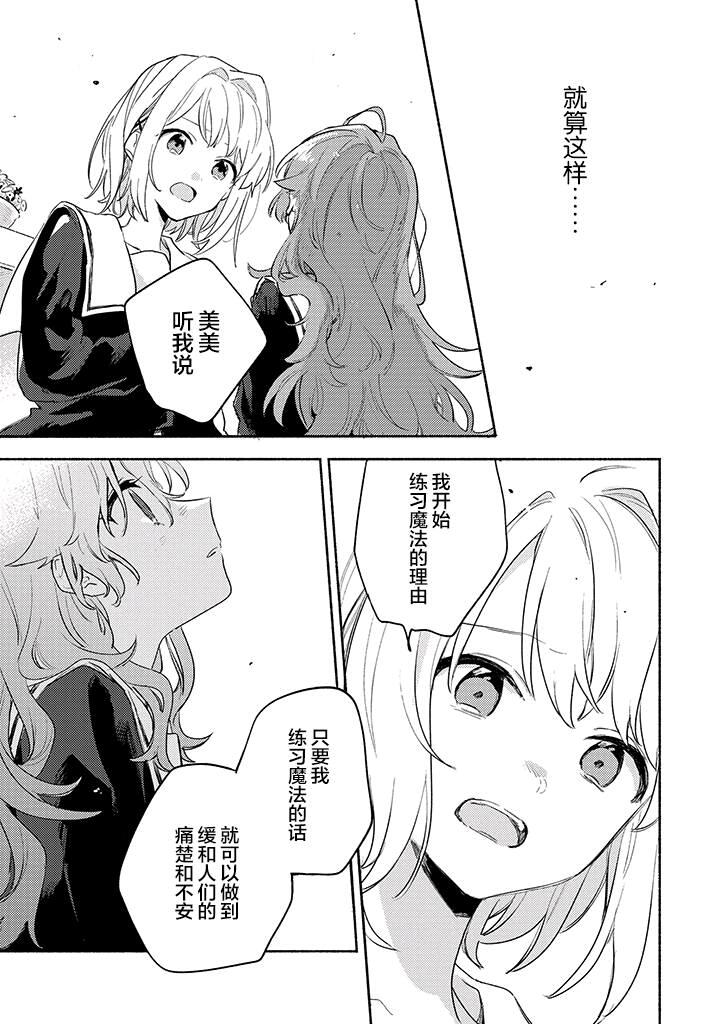 就算这样……
美美
听我说
我开始
练习魔法的理由
只要我
练习魔法的话
就可以做到
缓和人们的
痛楚和不安